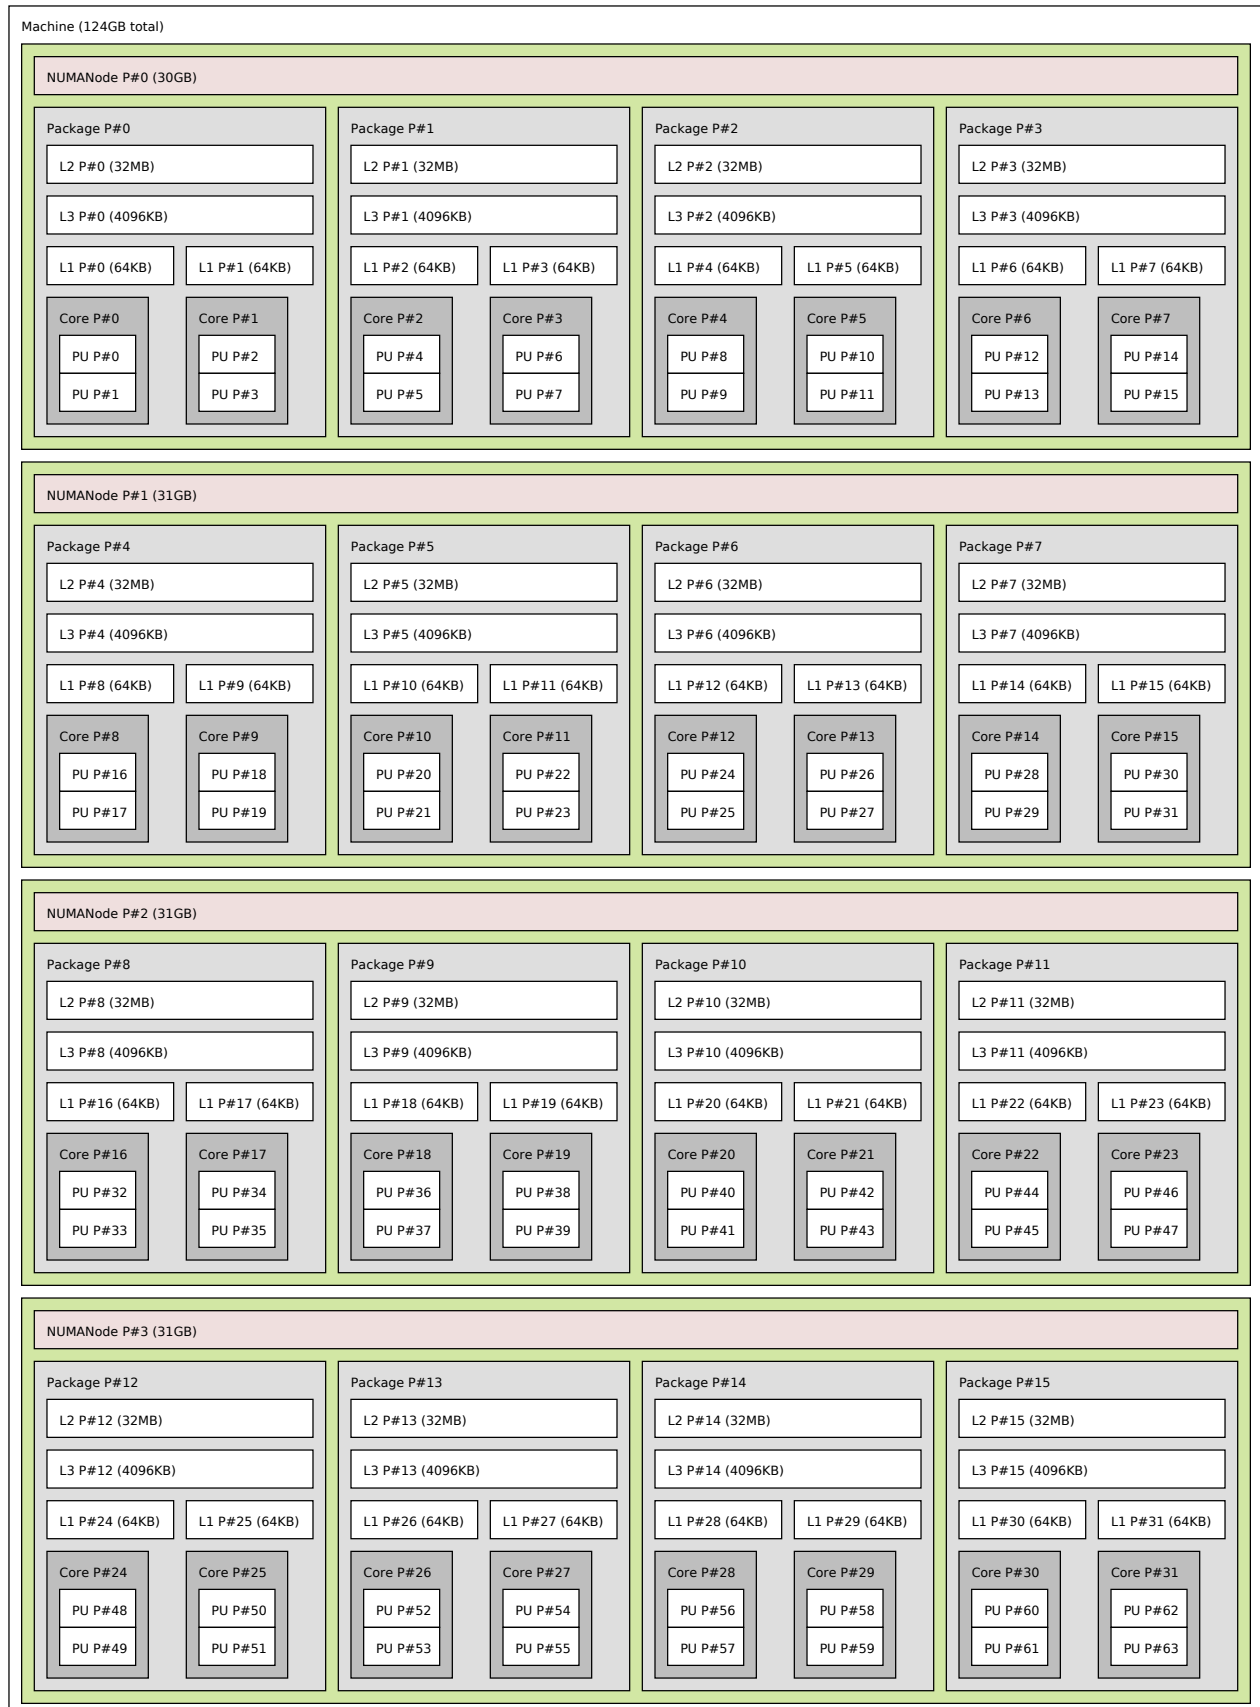 Machine (124GB total)
NUMANode P#0 (30GB)
Package P#0 Package P#1 Package P#2 Package P#3
L2 P#0 (32MB) L2 P#1 (32MB) L2 P#2 (32MB) L2 P#3 (32MB)
L3 P#0 (4096KB) L3 P#1 (4096KB) L3 P#2 (4096KB) L3 P#3 (4096KB)
L1 P#0 (64KB) L1 P#1 (64KB) L1 P#2 (64KB) L1 P#3 (64KB) L1 P#4 (64KB) L1 P#5 (64KB) L1 P#6 (64KB) L1 P#7 (64KB)
Core P#0 Core P#1 Core P#2 Core P#3 Core P#4 Core P#5 Core P#6 Core P#7
PU P#0 PU P#2 PU P#4 PU P#6 PU P#8 PU P#10 PU P#12 PU P#14
PU P#1 PU P#3 PU P#5 PU P#7 PU P#9 PU P#11 PU P#13 PU P#15
NUMANode P#1 (31GB)
Package P#4 Package P#5 Package P#6 Package P#7
L2 P#4 (32MB) L2 P#5 (32MB) L2 P#6 (32MB) L2 P#7 (32MB)
L3 P#4 (4096KB) L3 P#5 (4096KB) L3 P#6 (4096KB) L3 P#7 (4096KB)
L1 P#8 (64KB) L1 P#9 (64KB) L1 P#10 (64KB) L1 P#11 (64KB) L1 P#12 (64KB) L1 P#13 (64KB) L1 P#14 (64KB) L1 P#15 (64KB)
Core P#8 Core P#9 Core P#10 Core P#11 Core P#12 Core P#13 Core P#14 Core P#15
PU P#16 PU P#18 PU P#20 PU P#22 PU P#24 PU P#26 PU P#28 PU P#30
PU P#17 PU P#19 PU P#21 PU P#23 PU P#25 PU P#27 PU P#29 PU P#31
NUMANode P#2 (31GB)
Package P#8 Package P#9 Package P#10 Package P#11
L2 P#8 (32MB) L2 P#9 (32MB) L2 P#10 (32MB) L2 P#11 (32MB)
L3 P#8 (4096KB) L3 P#9 (4096KB) L3 P#10 (4096KB) L3 P#11 (4096KB)
L1 P#16 (64KB) L1 P#17 (64KB) L1 P#18 (64KB) L1 P#19 (64KB) L1 P#20 (64KB) L1 P#21 (64KB) L1 P#22 (64KB) L1 P#23 (64KB)
Core P#16 Core P#17 Core P#18 Core P#19 Core P#20 Core P#21 Core P#22 Core P#23
PU P#32 PU P#34 PU P#36 PU P#38 PU P#40 PU P#42 PU P#44 PU P#46
PU P#33 PU P#35 PU P#37 PU P#39 PU P#41 PU P#43 PU P#45 PU P#47
NUMANode P#3 (31GB)
Package P#12 Package P#13 Package P#14 Package P#15
L2 P#12 (32MB) L2 P#13 (32MB) L2 P#14 (32MB) L2 P#15 (32MB)
L3 P#12 (4096KB) L3 P#13 (4096KB) L3 P#14 (4096KB) L3 P#15 (4096KB)
L1 P#24 (64KB) L1 P#25 (64KB) L1 P#26 (64KB) L1 P#27 (64KB) L1 P#28 (64KB) L1 P#29 (64KB) L1 P#30 (64KB) L1 P#31 (64KB)
Core P#24 Core P#25 Core P#26 Core P#27 Core P#28 Core P#29 Core P#30 Core P#31
PU P#48 PU P#50 PU P#52 PU P#54 PU P#56 PU P#58 PU P#60 PU P#62
PU P#49 PU P#51 PU P#53 PU P#55 PU P#57 PU P#59 PU P#61 PU P#63